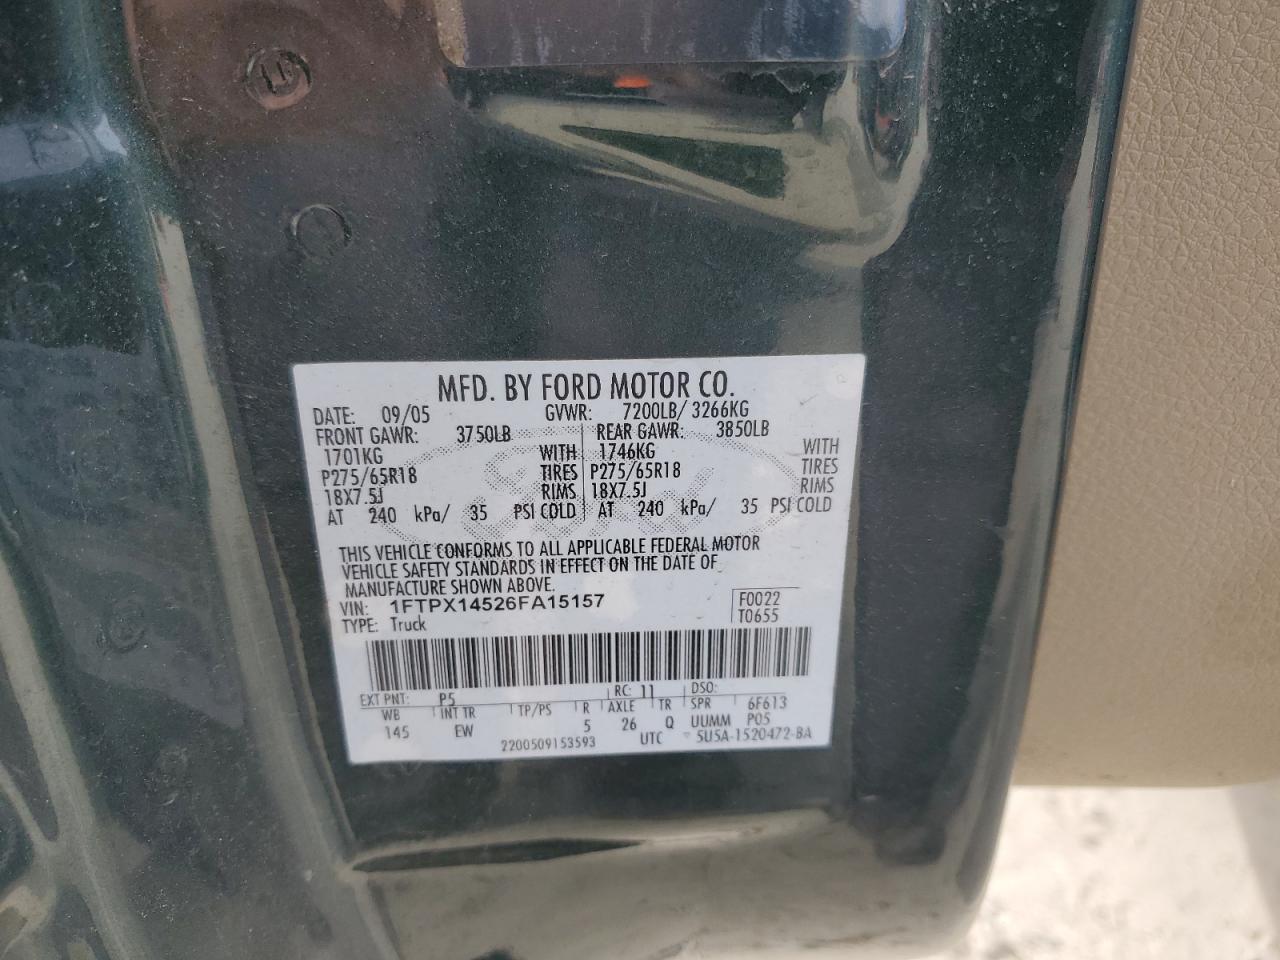 MFD. BY FORD MOTOR CO.
DATE: 09/05 GVWR: 7200LB/ 3266KG
FRONT GAWR: 3750LB REAR GAWR: 3850LB
1701KG WITH 1746KG WITH
P275/65R18 TIRES P275/65R18 TIRES
18X7.5J RIMS 18X7.5J RIMS
AT 240 kPa/ 35 PSI COLD AT 240 kPa/ 35 PSI COLD
THIS VEHICLE CONFORMS TO ALL APPLICABLE FEDERAL MOTOR
VEHICLE SAFETY STANDARDS IN EFFECT ON THE DATE OF
MANUFACTURE SHOWN ABOVE.
VIN: 1FTPX14526FA15157 F0022
TYPE: Truck T0655
EXT PNT: P5 RC: 11 DSO:
WB INT TR TP/PS R AXLE TR SPR 6F613
145 EW 5 26 Q UUMM P05
2200509153593 UTC SU5A-1520472-BA